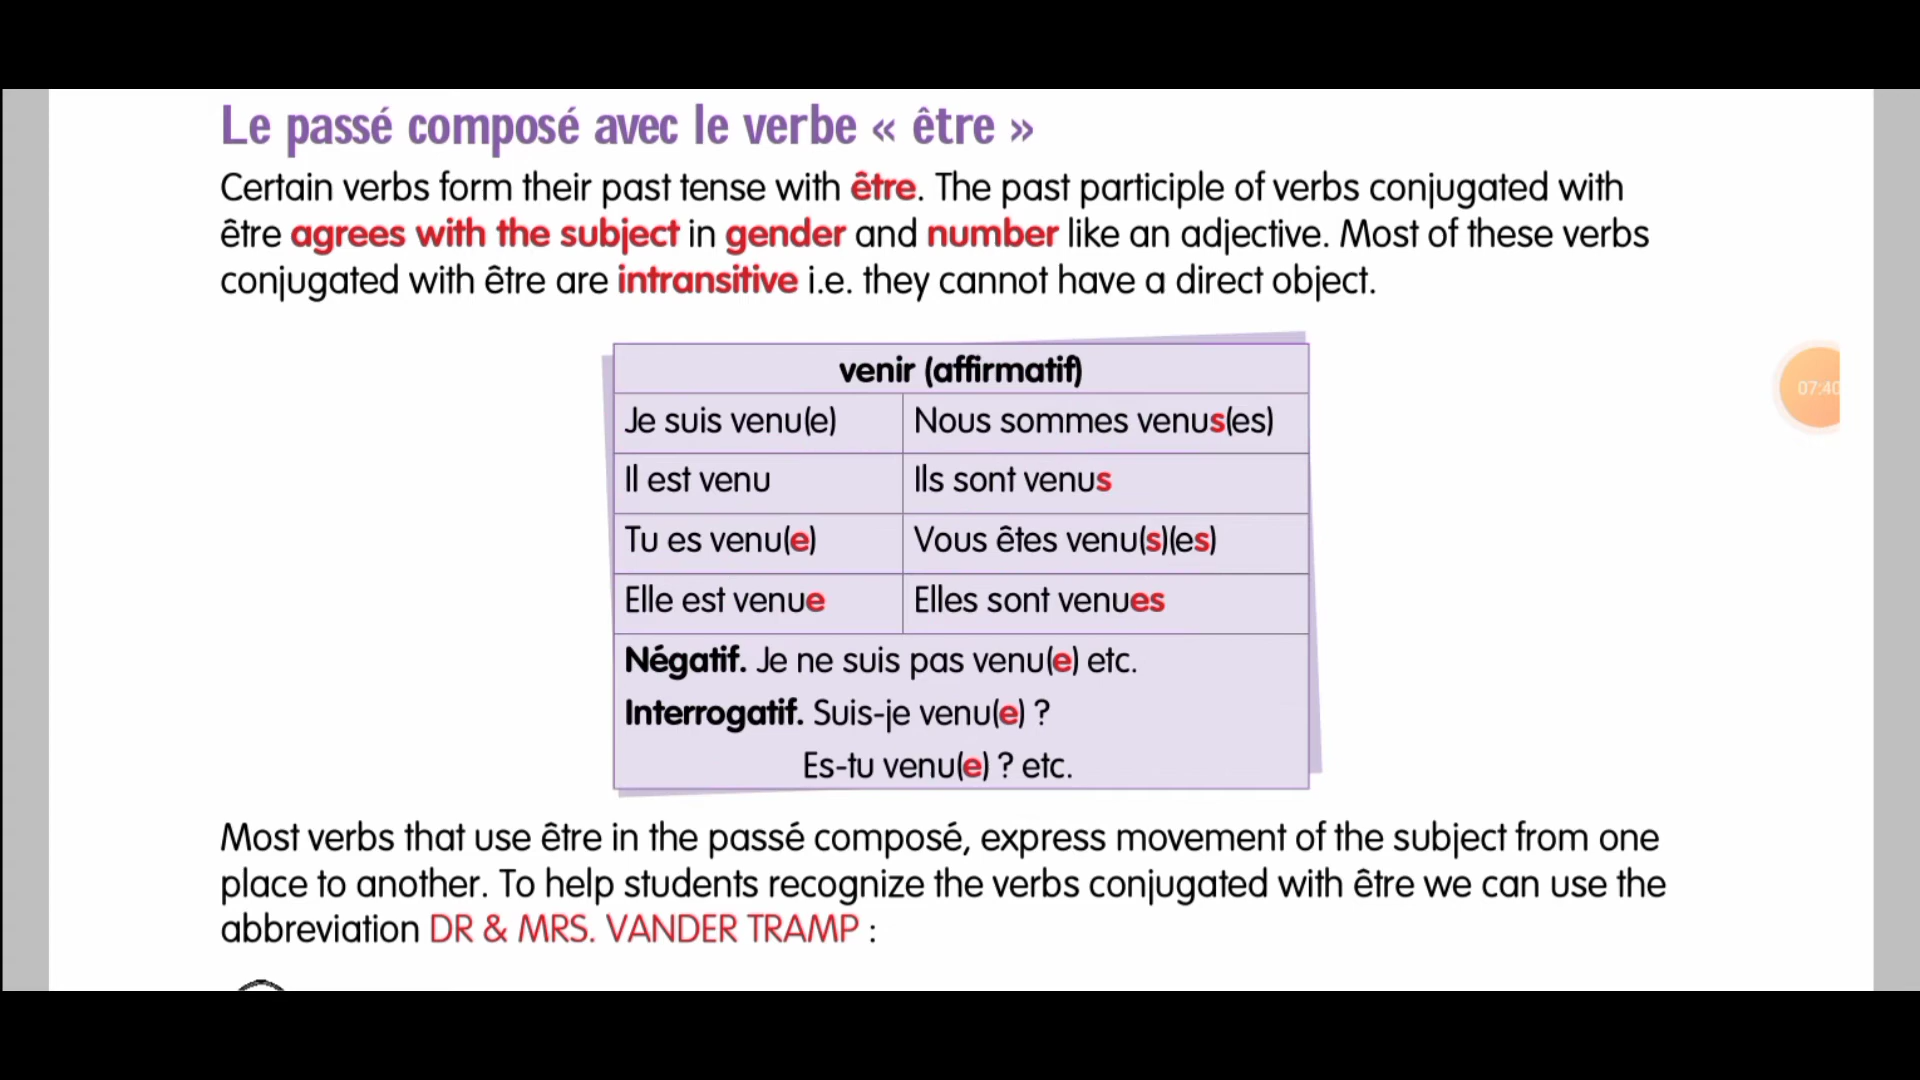 Le passé composé avec le verbe « être »
Certain verbs form their past tense with être. The past participle of verbs conjugated with
être agrees with the subject in gender and number like an adjective. Most of these verbs
conjugated with être are intransitive i.e. they cannot have a direct object.
venir (affirmatif)
Je suis venu(e) Nous sommes venus(es)
Il est venu Ils sont venus
Tu es venu(e) Vous êtes venu(s)(es)
Elle est venue Elles sont venues
Négatif. Je ne suis pas venu(e) etc.
Interrogatif. Suis-je venu(e) ?
Es-tu venu(e) ? etc.
07:40
Most verbs that use être in the passé composé, express movement of the subject from one
place to another. To help students recognize the verbs conjugated with être we can use the
abbreviation DR & MRS. VANDER TRAMP :